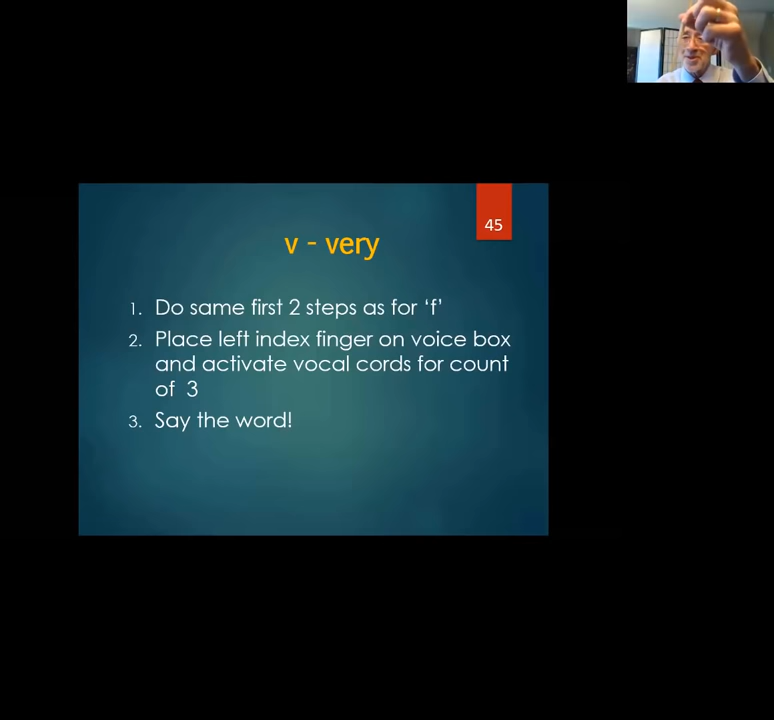 45
v - very
1. Do same first 2 steps as for ‘f’
2. Place left index finger on voice box
and activate vocal cords for count
of 3
3. Say the word!